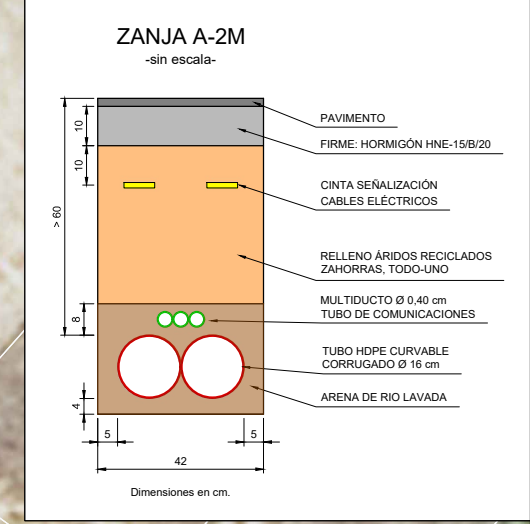 ZANJA A-2M
-sin escala-
PAVIMENTO
10
FIRME: HORMIGÓN HNE-15/B/20
10
CINTA SEÑALIZACIÓN
CABLES ELÉCTRICOS
> 60
RELLENO ÁRIDOS RECICLADOS
ZAHORRAS, TODO-UNO
MULTIDUCTO Ø 0,40 cm
TUBO DE COMUNICACIONES
8
TUBO HDPE CURVABLE
CORRUGADO Ø 16 cm
ARENA DE RIO LAVADA
4
5
5
42
Dimensiones en cm.